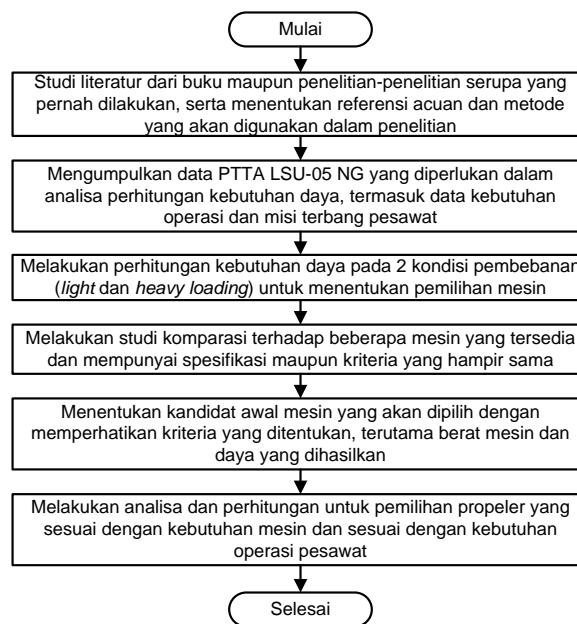 Mulai
Studi literatur dari buku maupun penelitian-penelitian serupa yang
pernah dilakukan, serta menentukan referensi acuan dan metode
yang akan digunakan dalam penelitian
Mengumpulkan data PTTA LSU-05 NG yang diperlukan dalam
analisa perhitungan kebutuhan daya, termasuk data kebutuhan
operasi dan misi terbang pesawat
Melakukan perhitungan kebutuhan daya pada 2 kondisi pembebanan
(light dan heavy loading) untuk menentukan pemilihan mesin
Melakukan studi komparasi terhadap beberapa mesin yang tersedia
dan mempunyai spesifikasi maupun kriteria yang hampir sama
Menentukan kandidat awal mesin yang akan dipilih dengan
memperhatikan kriteria yang ditentukan, terutama berat mesin dan
daya yang dihasilkan
Melakukan analisa dan perhitungan untuk pemilihan propeler yang
sesuai dengan kebutuhan mesin dan sesuai dengan kebutuhan
operasi pesawat
Selesai